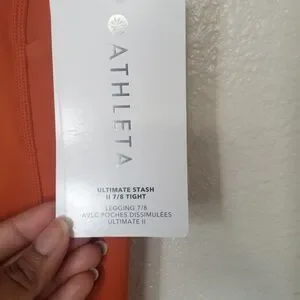 ATHLETA
ULTIMATE STASH
II 7/8 TIGHT
LEGGING 7/8
AVEC POCHES DISSIMULÉES
ULTIMATE II